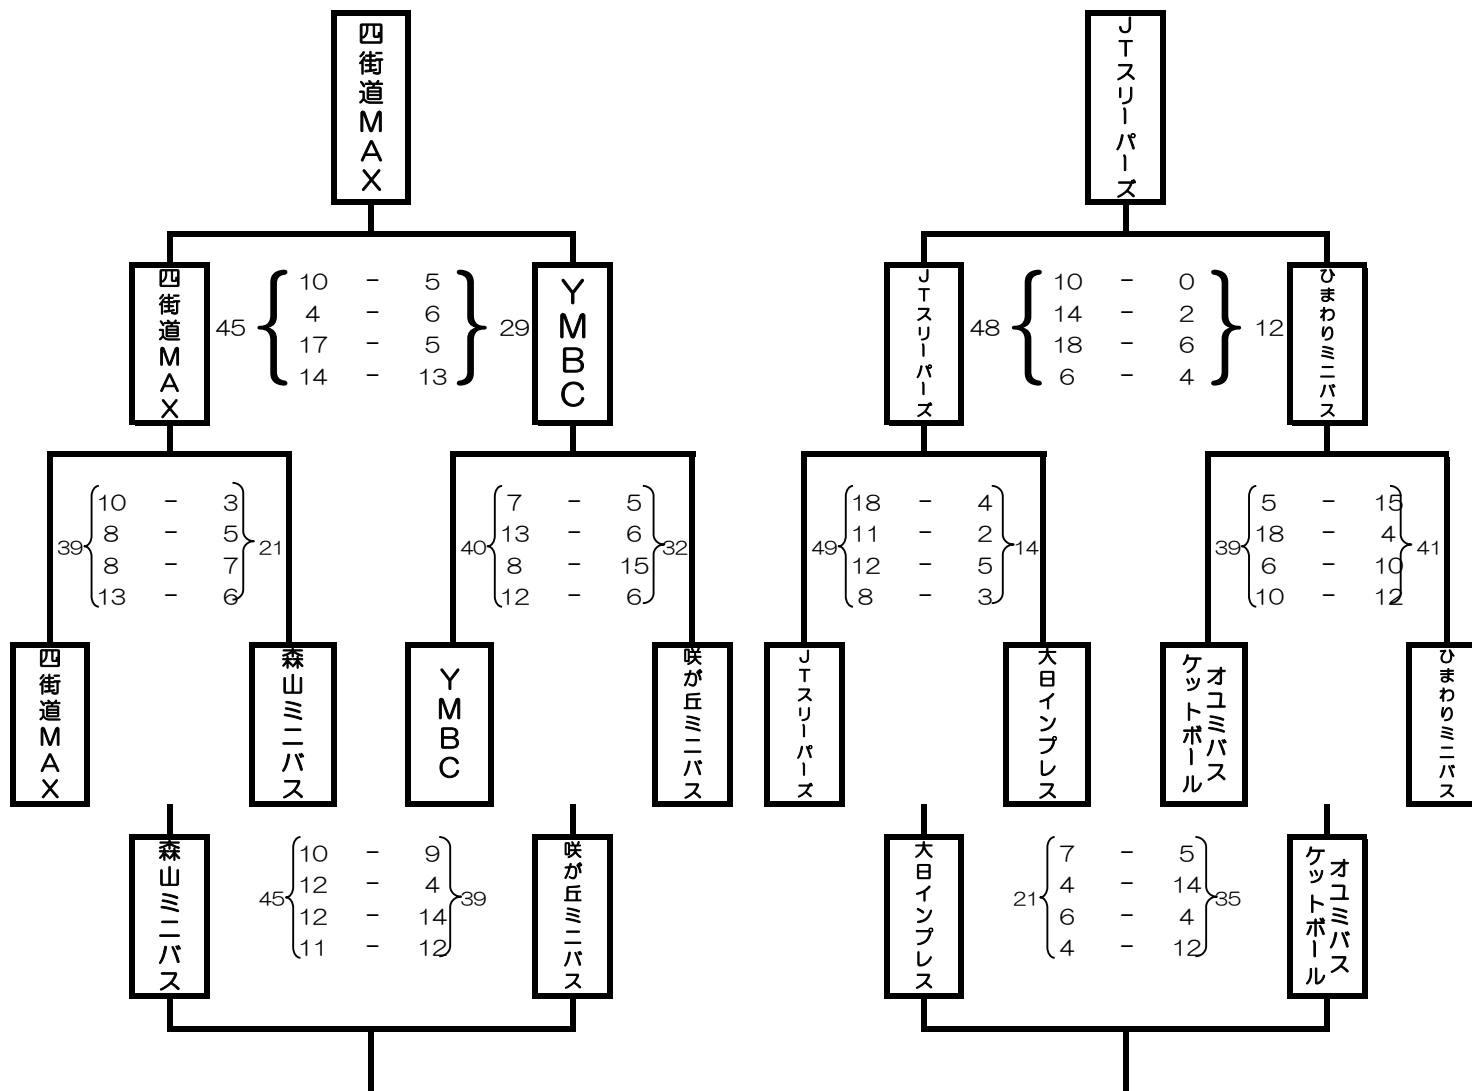 四街道MAX
JTスリーパーズ
四街道MAX
45
10 - 5
4 - 6
17 - 5
14 - 13
29
YMBC
JTスリーパーズ
48
10 - 0
14 - 2
18 - 6
6 - 4
12
ひまわりミニバス
39
10 - 3
8 - 5
8 - 7
13 - 6
21
40
7 - 5
13 - 6
8 - 15
12 - 6
32
49
18 - 4
11 - 2
12 - 5
8 - 3
14
39
5 - 15
18 - 4
6 - 10
10 - 12
41
四街道MAX
森山ミニバス
YMBC
咲が丘ミニバス
JTスリーパーズ
大日インプレス
オユミバス
ケットボール
ひまわりミニバス
森山ミニバス
45
10 - 9
12 - 4
12 - 14
11 - 12
39
咲が丘ミニバス
大日インプレス
21
7 - 5
4 - 14
6 - 4
4 - 12
35
オユミバス
ケットボール